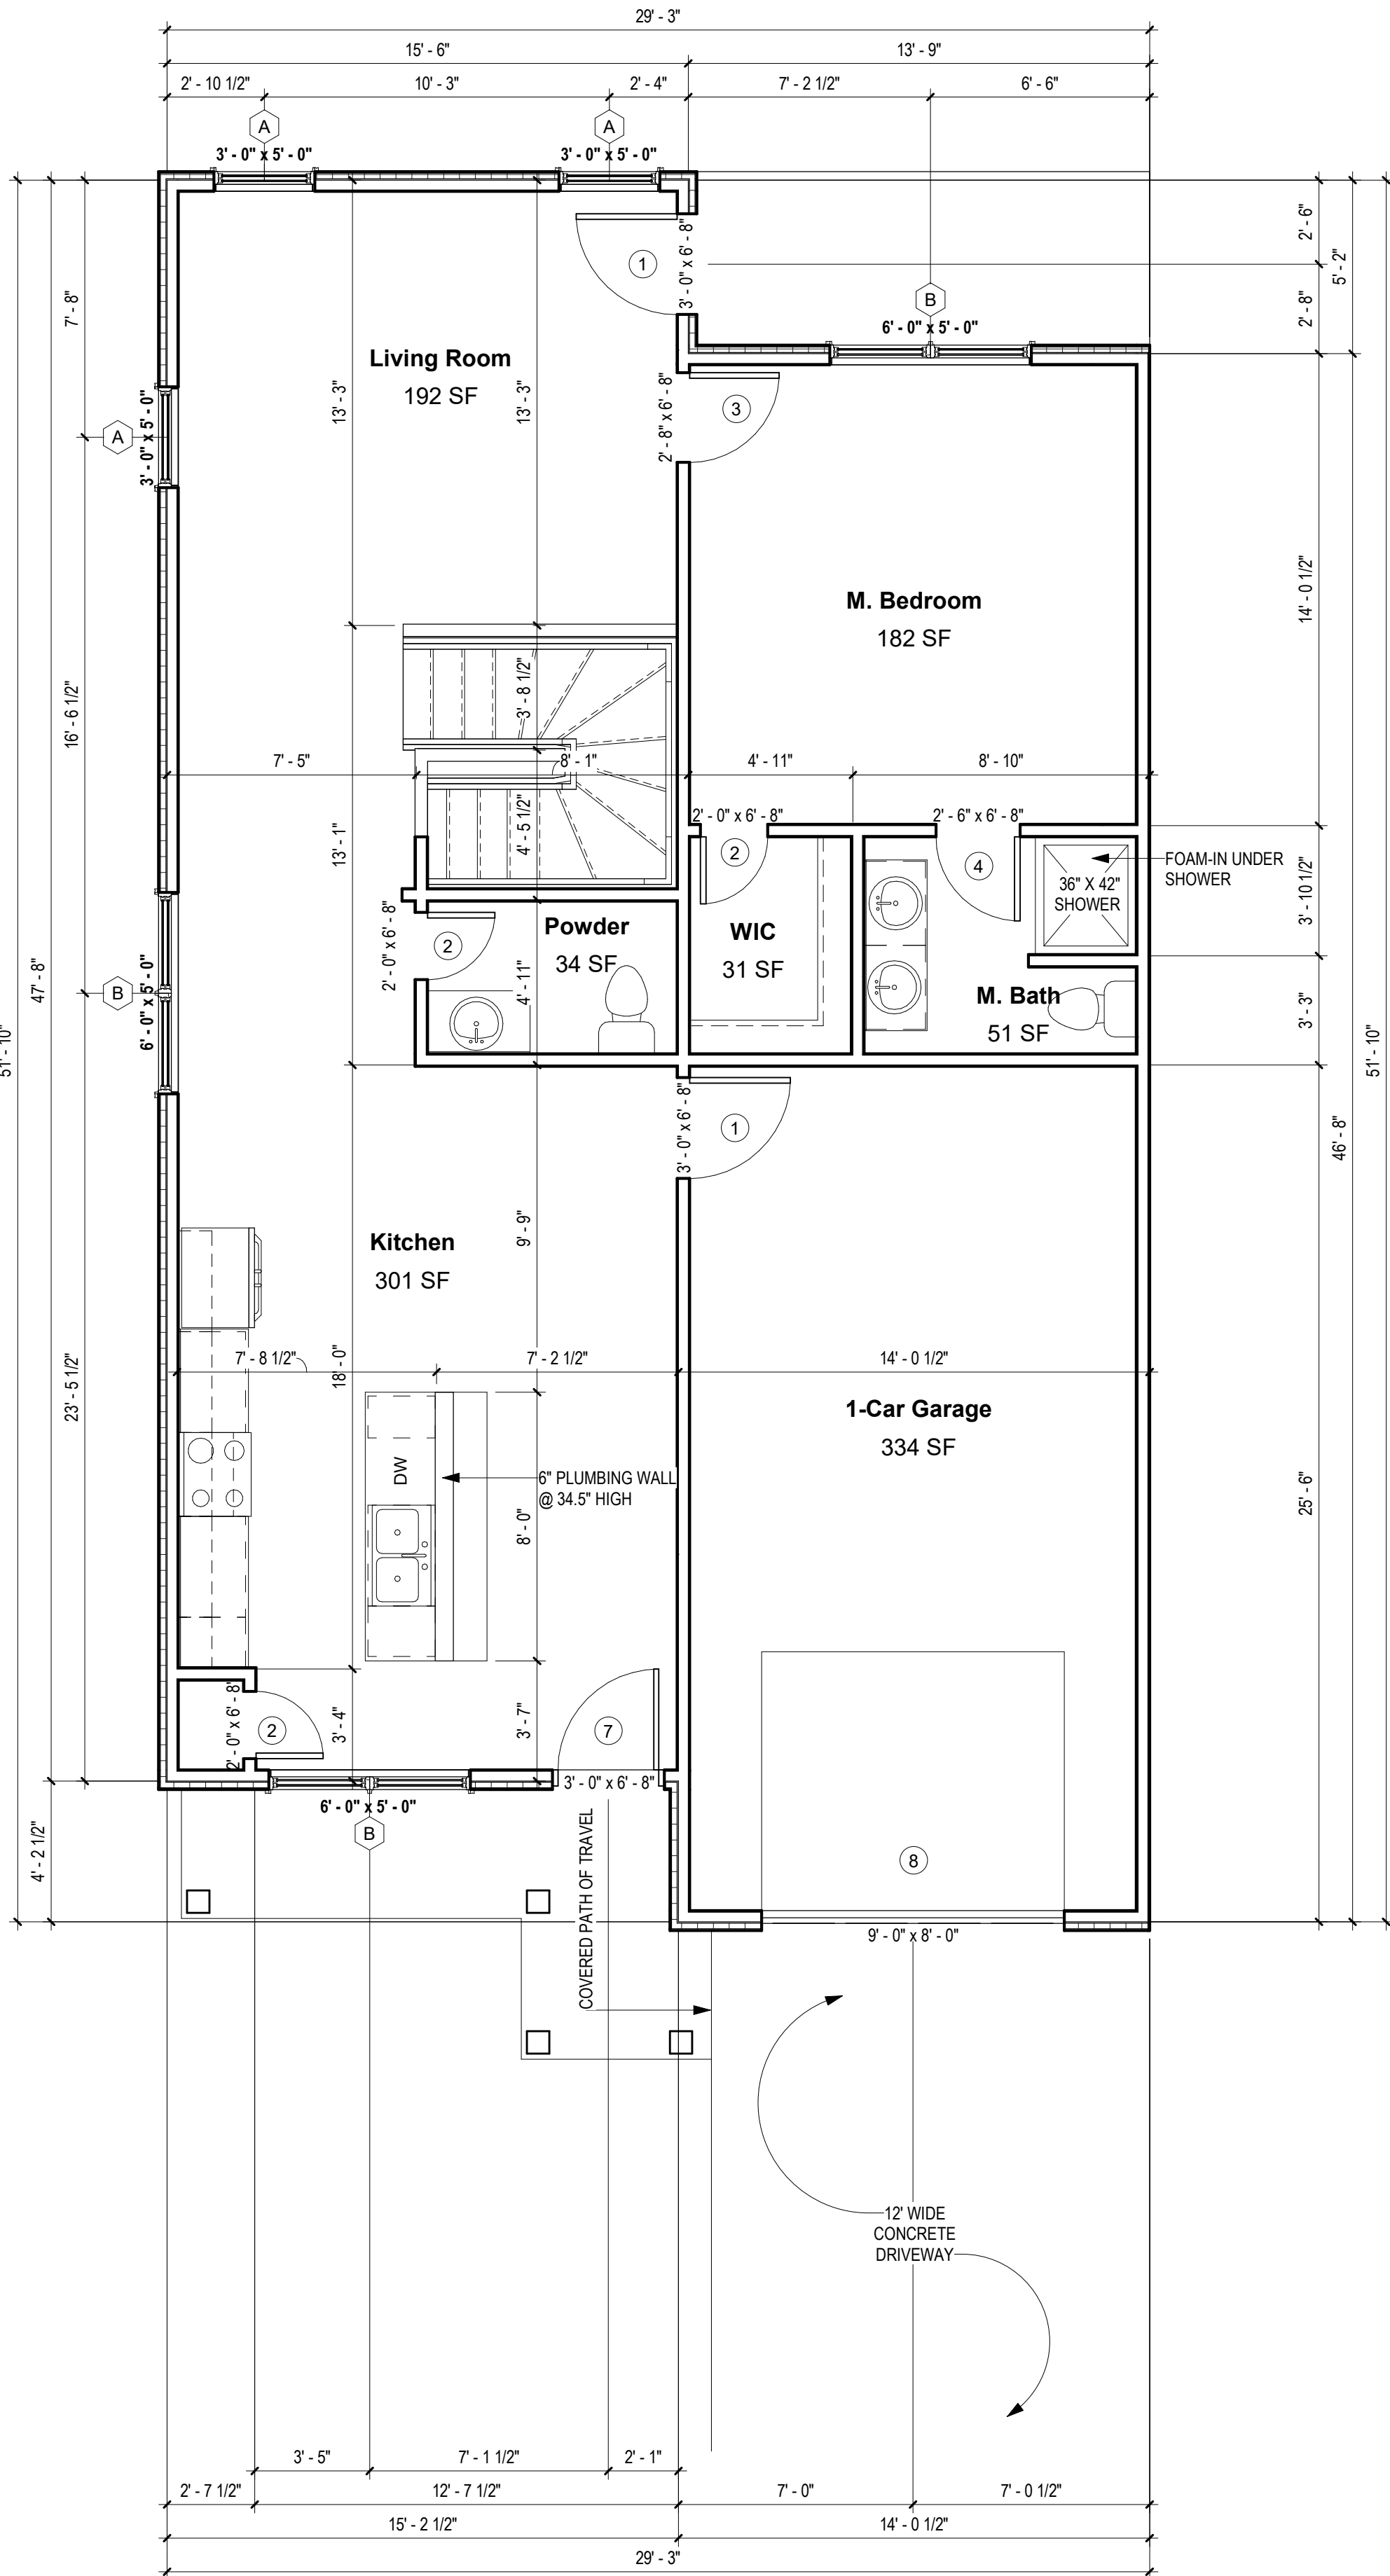 29' - 3"
15' - 6"
13' - 9"
2' - 10 1/2"
10' - 3"
2' - 4"
7' - 2 1/2"
6' - 6"
A
A
3' - 0" x 5' - 0"
3' - 0" x 5' - 0"
2' - 6"
5' - 2"
2' - 8"
1
3' - 0" x 6' - 8"
B
6' - 0" x 5' - 0"
7' - 8"
Living Room
192 SF
13' - 3"
13' - 3"
2' - 8" x 6' - 8"
3
A
3' - 0" x 5' - 0"
M. Bedroom
182 SF
14' - 0 1/2"
16' - 6 1/2"
3' - 8 1/2"
7' - 5"
8' - 1"
4' - 11"
8' - 10"
4' - 5 1/2"
13' - 1"
2' - 0" x 6' - 8"
2' - 6" x 6' - 8"
2
4
36" X 42"
SHOWER
FOAM-IN UNDER
SHOWER
3' - 10 1/2"
2' - 0" x 6' - 8"
2
Powder
34 SF
4' - 11"
WIC
31 SF
M. Bath
51 SF
3' - 3"
47' - 8"
51' - 10"
B
6' - 0" x 5' - 0"
51' - 10"
46' - 8"
3' - 0" x 6' - 8"
1
Kitchen
301 SF
9' - 9"
7' - 8 1/2"
18' - 0"
7' - 2 1/2"
14' - 0 1/2"
23' - 5 1/2"
1-Car Garage
334 SF
DW
6" PLUMBING WALL
@ 34.5" HIGH
8' - 0"
25' - 6"
2' - 0" x 6' - 8"
2
3' - 4"
3' - 7"
7
3' - 0" x 6' - 8"
6' - 0" x 5' - 0"
B
4' - 2 1/2"
COVERED PATH OF TRAVEL
8
9' - 0" x 8' - 0"
12' WIDE
CONCRETE
DRIVEWAY
3' - 5"
7' - 1 1/2"
2' - 1"
2' - 7 1/2"
12' - 7 1/2"
7' - 0"
7' - 0 1/2"
15' - 2 1/2"
14' - 0 1/2"
29' - 3"